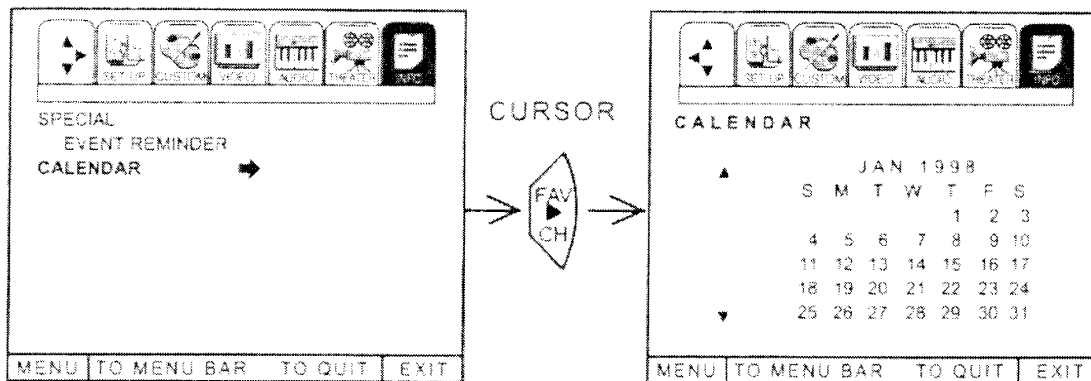 SET UP CUSTOM VIDEO AUDIO THEATER INFO
SPECIAL
EVENT REMINDER
CALENDAR
MENU TO MENU BAR TO QUIT EXIT
CURSOR
FAV
CH
SET UP CUSTOM VIDEO AUDIO THEATER INFO
CALENDAR
JAN 1998
S M T W T F S
1 2 3
4 5 6 7 8 9 10
11 12 13 14 15 16 17
18 19 20 21 22 23 24
25 26 27 28 29 30 31
MENU TO MENU BAR TO QUIT EXIT